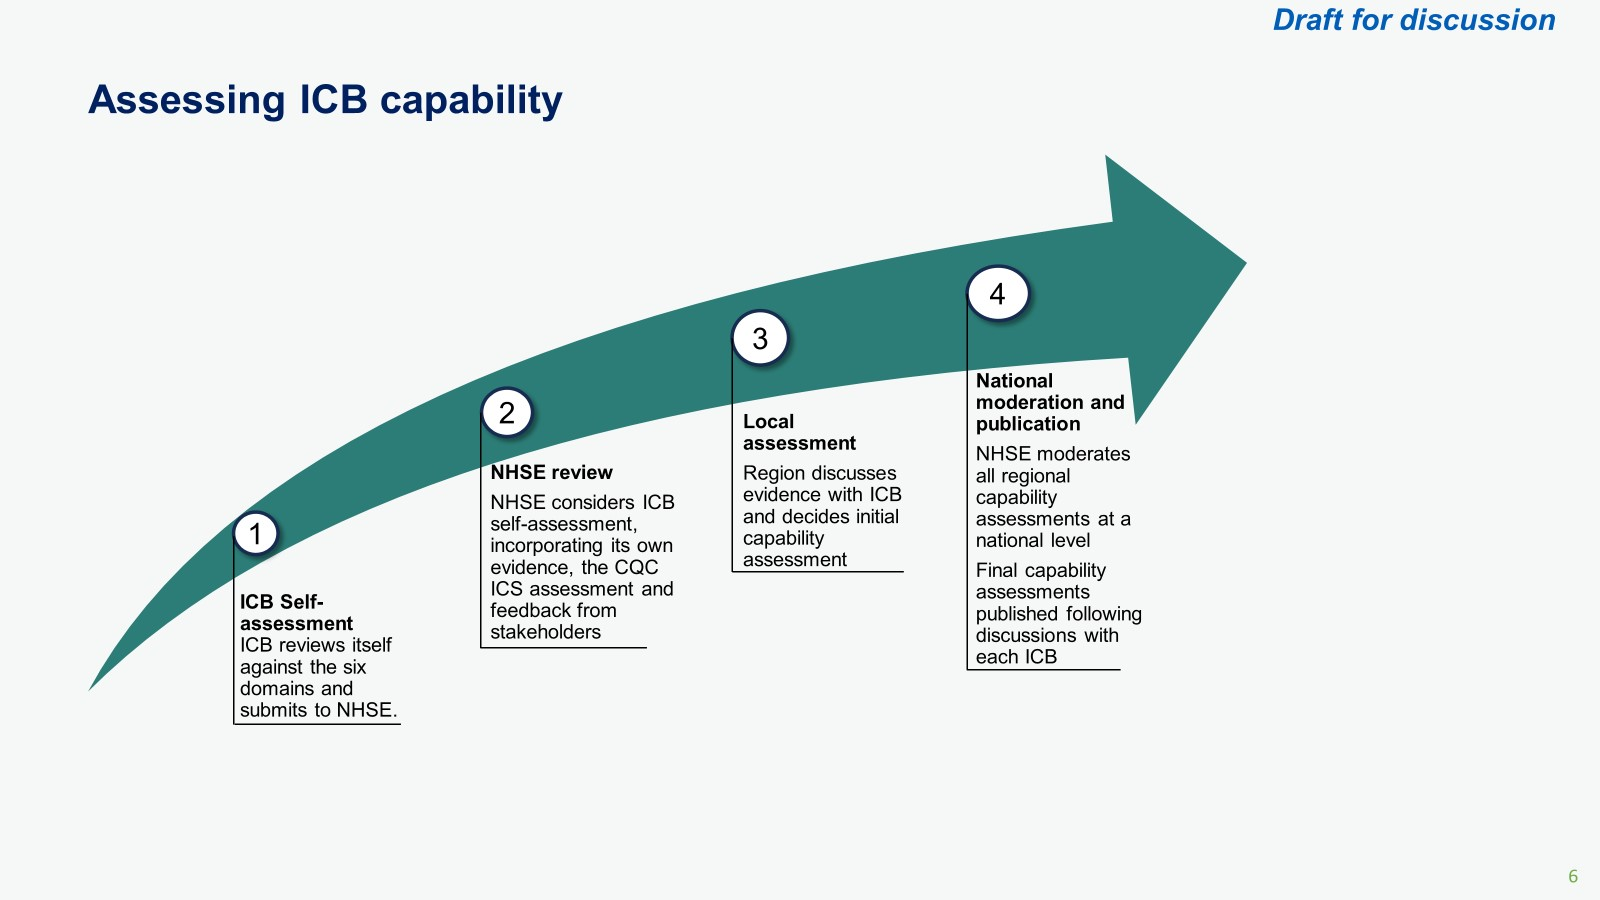 Draft for discussion
Assessing ICB capability
1
ICB Self-
assessment
ICB reviews itself
against the six
domains and
submits to NHSE.
2
NHSE review
NHSE considers ICB
self-assessment,
incorporating its own
evidence, the CQC
ICS assessment and
feedback from
stakeholders
3
Local
assessment
Region discusses
evidence with ICB
and decides initial
capability
assessment
4
National
moderation and
publication
NHSE moderates
all regional
capability
assessments at a
national level
Final capability
assessments
published following
discussions with
each ICB
6